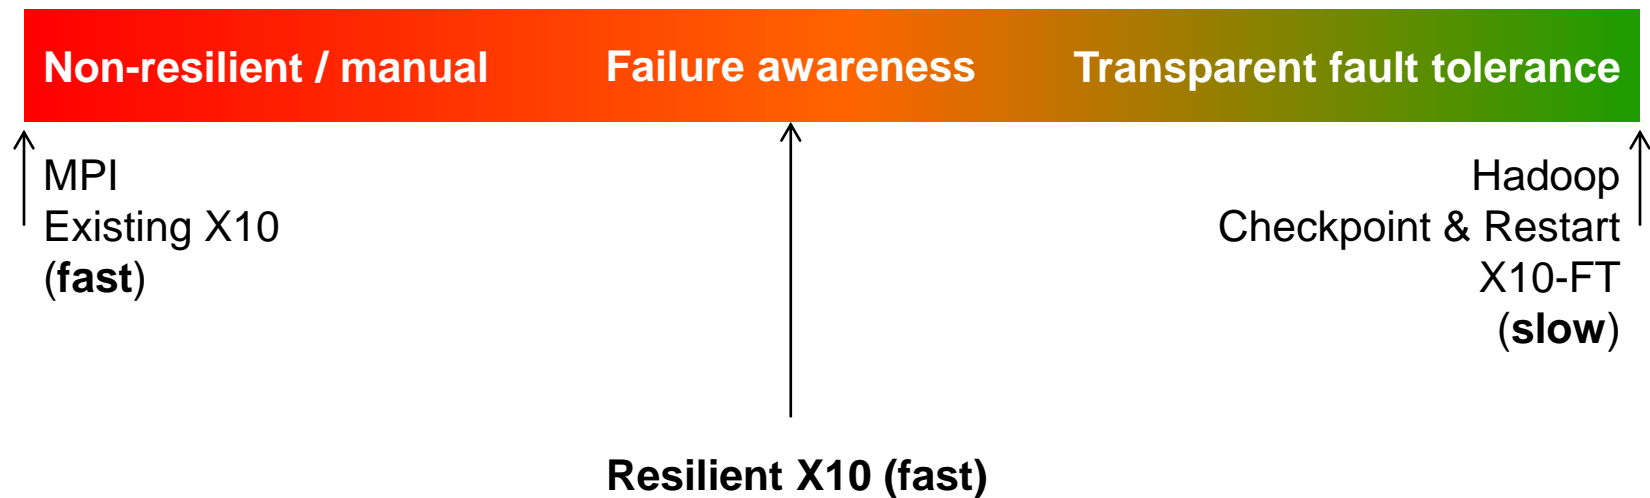 Non-resilient / manual
Failure awareness
Transparent fault tolerance
MPI
Existing X10
(fast)
Hadoop
Checkpoint & Restart
X10-FT
(slow)
Resilient X10 (fast)